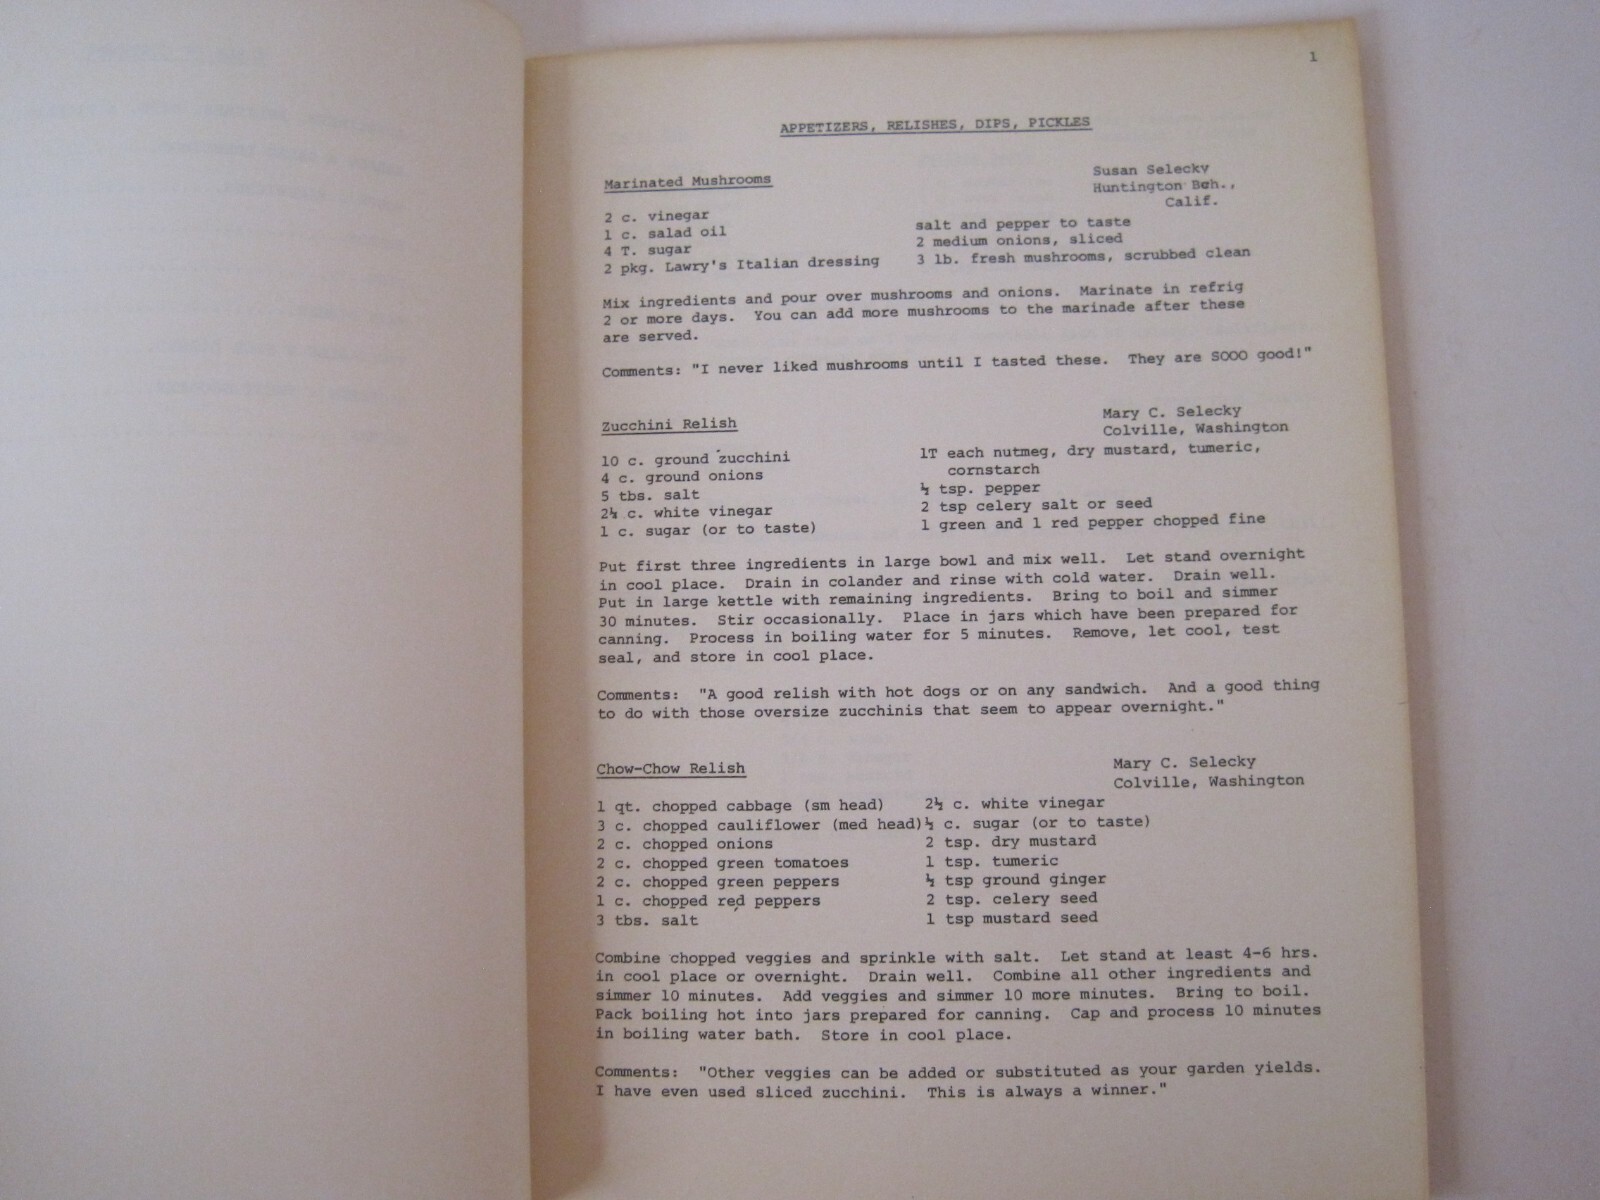 1
APPETIZERS, RELISHES, DIPS, PICKLES
Marinated Mushrooms
Susan Selecky
Huntington Bch.,
Calif.
2 c. vinegar
1 c. salad oil
4 T. sugar
2 pkg. Lawry's Italian dressing
salt and pepper to taste
2 medium onions, sliced
3 lb. fresh mushrooms, scrubbed clean
Mix ingredients and pour over mushrooms and onions. Marinate in refrig
2 or more days. You can add more mushrooms to the marinade after these
are served.
Comments: "I never liked mushrooms until I tasted these. They are SOOO good!"
Zucchini Relish
Mary C. Selecky
Colville, Washington
10 c. ground zucchini
4 c. ground onions
5 tbs. salt
2½ c. white vinegar
1 c. sugar (or to taste)
1T each nutmeg, dry mustard, tumeric,
cornstarch
½ tsp. pepper
2 tsp celery salt or seed
1 green and 1 red pepper chopped fine
Put first three ingredients in large bowl and mix well. Let stand overnight
in cool place. Drain in colander and rinse with cold water. Drain well.
Put in large kettle with remaining ingredients. Bring to boil and simmer
30 minutes. Stir occasionally. Place in jars which have been prepared for
canning. Process in boiling water for 5 minutes. Remove, let cool, test
seal, and store in cool place.
Comments: "A good relish with hot dogs or on any sandwich. And a good thing
to do with those oversize zucchinis that seem to appear overnight."
Chow-Chow Relish
Mary C. Selecky
Colville, Washington
1 qt. chopped cabbage (sm head)
3 c. chopped cauliflower (med head)
2 c. chopped onions
2 c. chopped green tomatoes
2 c. chopped green peppers
1 c. chopped red peppers
3 tbs. salt
2½ c. white vinegar
½ c. sugar (or to taste)
2 tsp. dry mustard
1 tsp. tumeric
½ tsp ground ginger
2 tsp. celery seed
1 tsp mustard seed
Combine chopped veggies and sprinkle with salt. Let stand at least 4-6 hrs.
in cool place or overnight. Drain well. Combine all other ingredients and
simmer 10 minutes. Add veggies and simmer 10 more minutes. Bring to boil.
Pack boiling hot into jars prepared for canning. Cap and process 10 minutes
in boiling water bath. Store in cool place.
Comments: "Other veggies can be added or substituted as your garden yields.
I have even used sliced zucchini. This is always a winner."